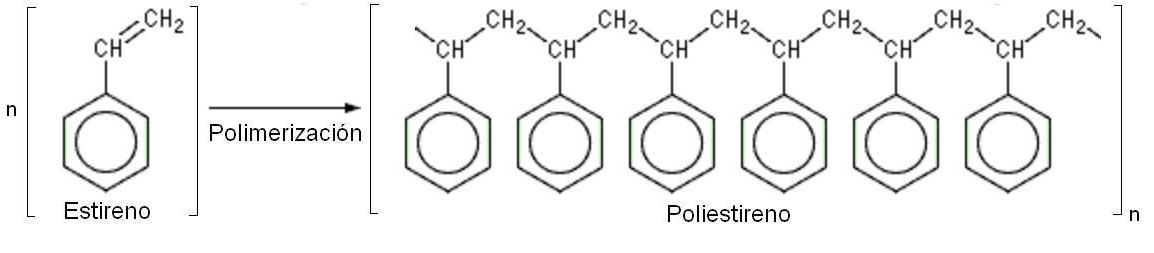 CH₂ CH₂ CH₂ CH₂ CH₂ CH₂ CH₂
CH CH CH CH CH CH CH
n
Polimerización
Estireno Poliestireno n